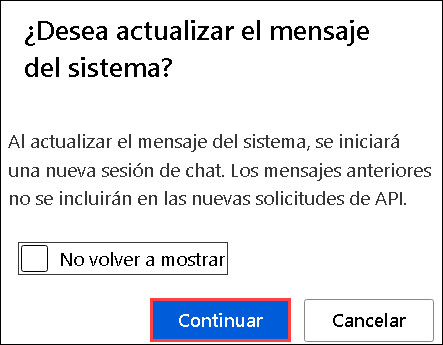 ¿Desea actualizar el mensaje
del sistema?
Al actualizar el mensaje del sistema, se iniciará
una nueva sesión de chat. Los mensajes anteriores
no se incluirán en las nuevas solicitudes de API.
No volver a mostrar
Continuar
Cancelar